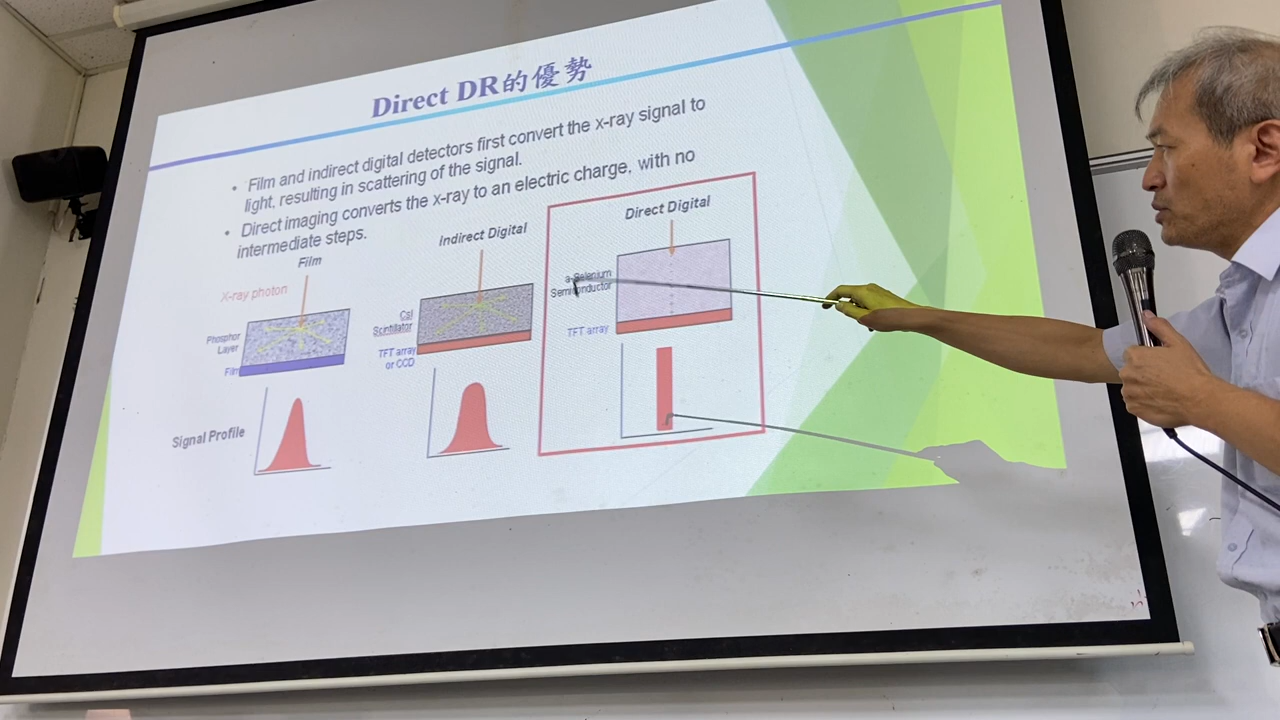 Direct DR的優勢
• Film and indirect digital detectors first convert the x-ray signal to
light, resulting in scattering of the signal.
• Direct imaging converts the x-ray to an electric charge, with no
intermediate steps.
Film
X-ray photon
Phosphor
Layer
Film
Indirect Digital
CsI
Scintillator
TFT array
or CCD
Direct Digital
a-Selenium
Semiconductor
TFT array
Signal Profile